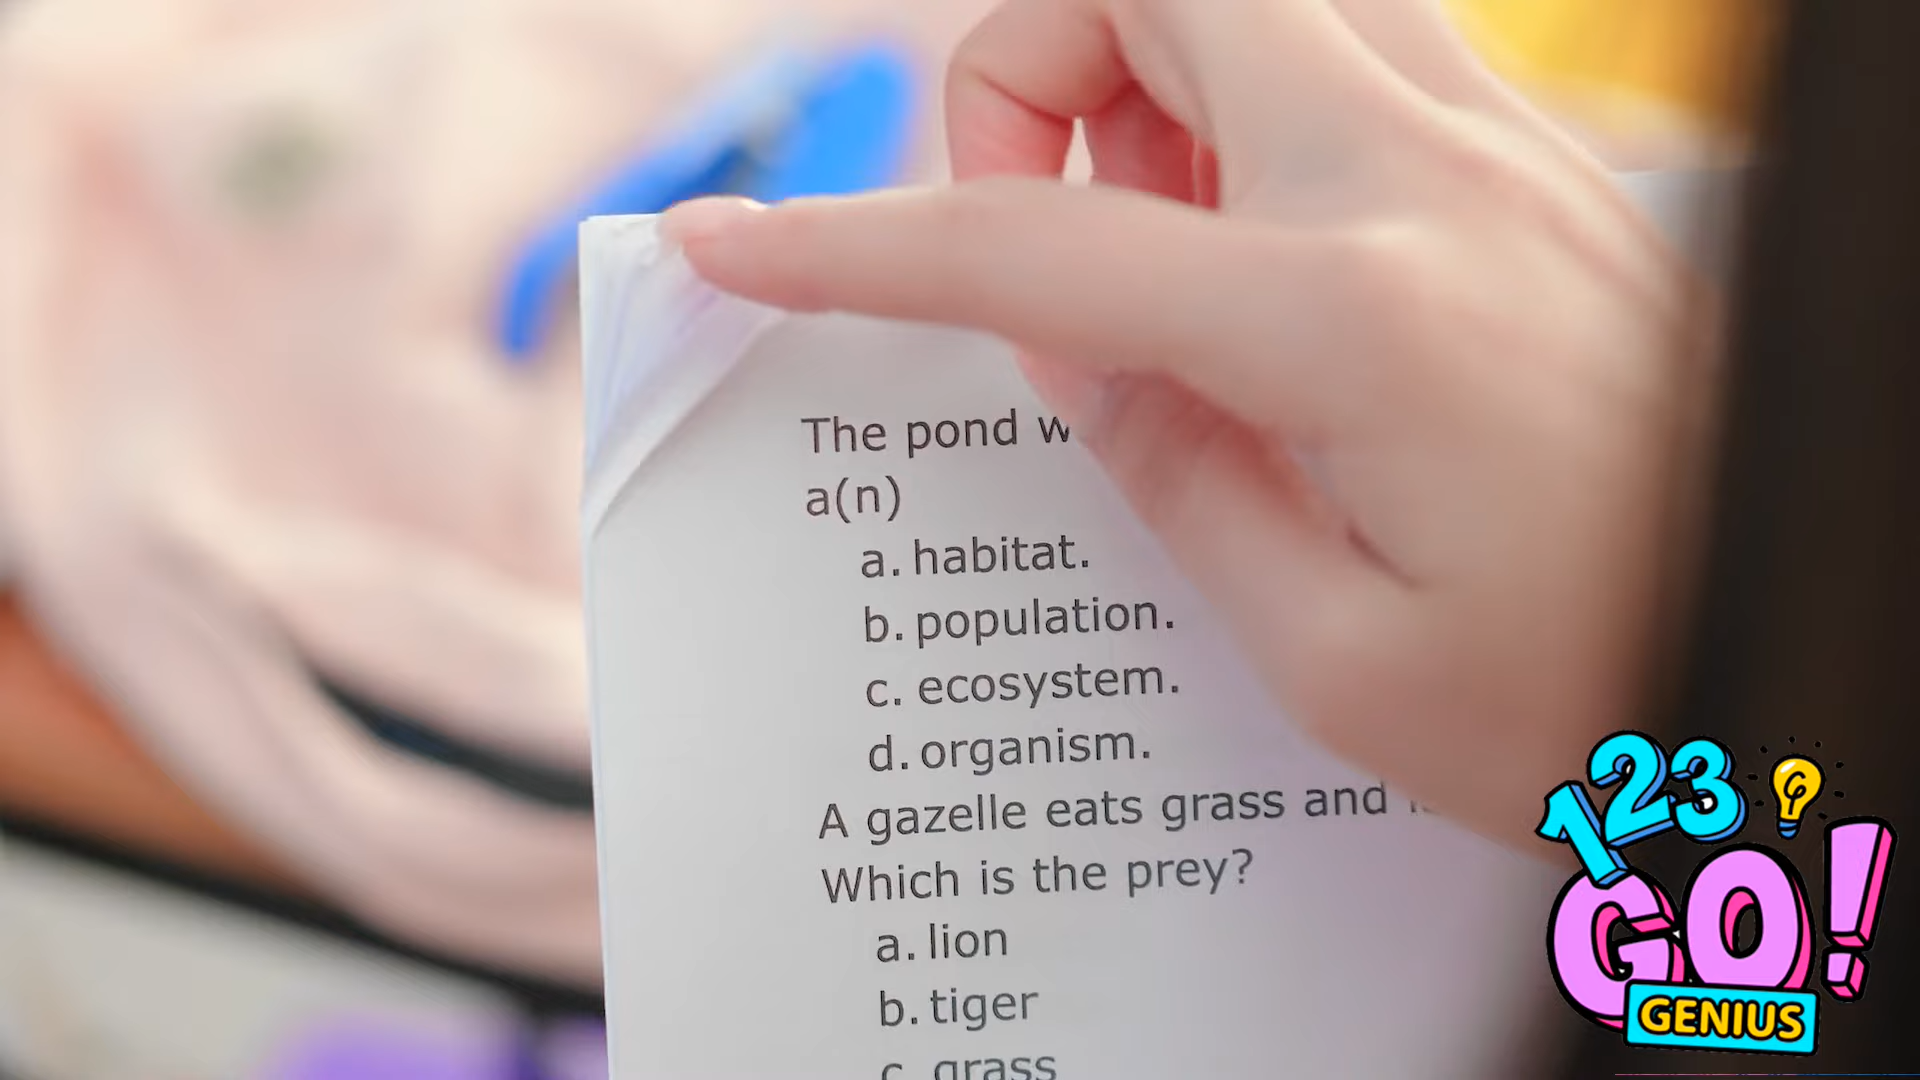 The pond w
a(n)
a. habitat.
b. population.
c. ecosystem.
d. organism.
A gazelle eats grass and
Which is the prey?
a. lion
b. tiger
c. grass
123
GO!
GENIUS